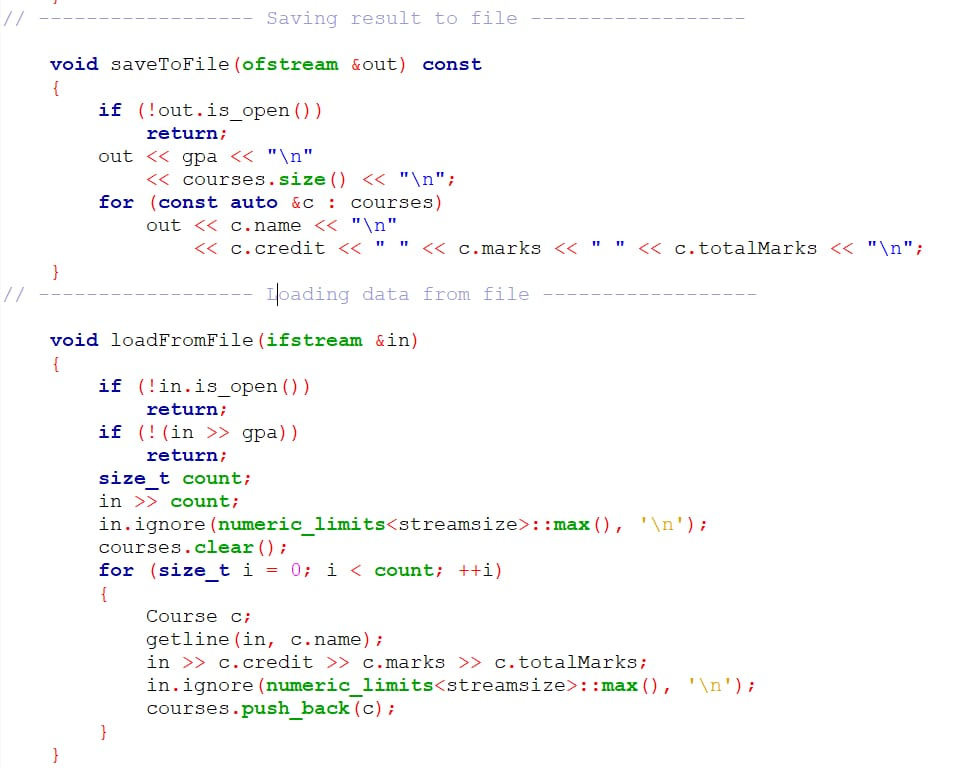 // ------------------ Saving result to file ------------------
    void saveToFile(ofstream &out) const
    {
        if (!out.is_open())
            return;
        out << gpa << "\n"
            << courses.size() << "\n";
        for (const auto &c : courses)
            out << c.name << "\n"
                << c.credit << " " << c.marks << " " << c.totalMarks << "\n";
    }
// ------------------ Loading data from file ------------------
    void loadFromFile(ifstream &in)
    {
        if (!in.is_open())
            return;
        if (!(in >> gpa))
            return;
        size_t count;
        in >> count;
        in.ignore(numeric_limits<streamsize>::max(), '\n');
        courses.clear();
        for (size_t i = 0; i < count; ++i)
        {
            Course c;
            getline(in, c.name);
            in >> c.credit >> c.marks >> c.totalMarks;
            in.ignore(numeric_limits<streamsize>::max(), '\n');
            courses.push_back(c);
        }
    }